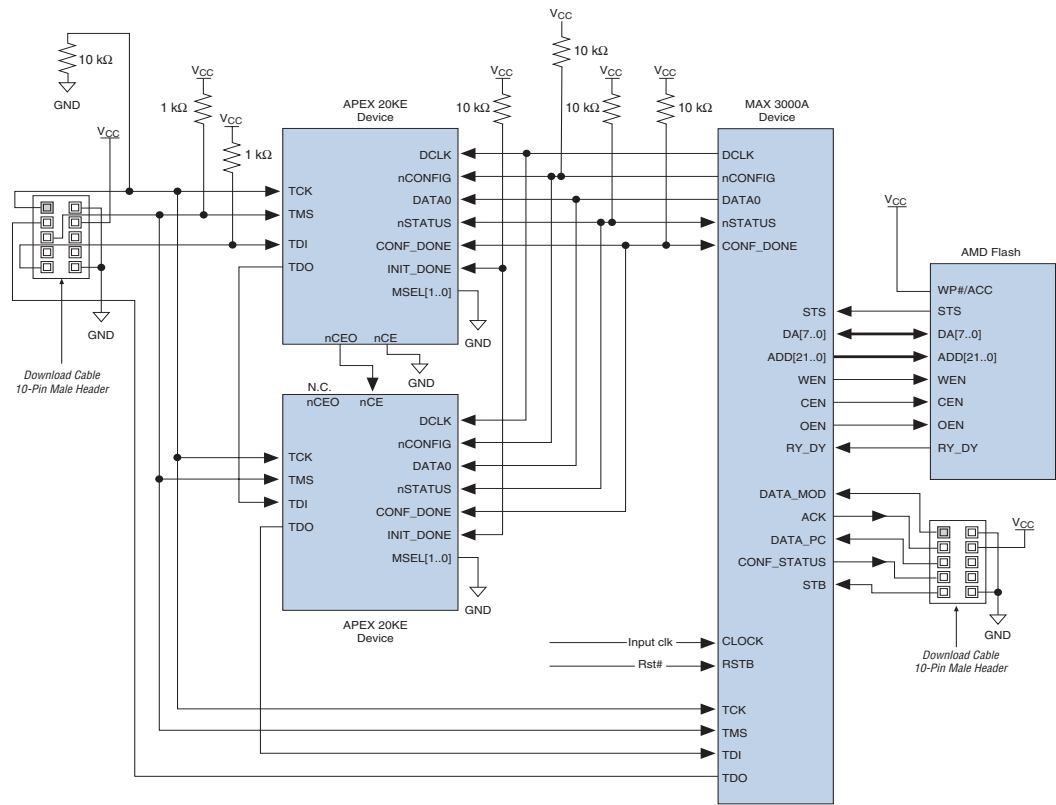 VCC
10 kΩ
10 kΩ
GND
VCC
1 kΩ
VCC
1 kΩ
VCC
VCC
10 kΩ
VCC
10 kΩ
VCC
10 kΩ
APEX 20KE
Device
DCLK
nCONFIG
DATA0
nSTATUS
CONF_DONE
INIT_DONE
MSEL[1..0]
TCK
TMS
TDI
TDO
nCEO
nCE
GND
GND
GND
Download Cable
10-Pin Male Header
N.C.
nCEO
nCE
DCLK
nCONFIG
DATA0
nSTATUS
CONF_DONE
INIT_DONE
MSEL[1..0]
TCK
TMS
TDI
TDO
GND
APEX 20KE
Device
MAX 3000A
Device
DCLK
nCONFIG
DATA0
nSTATUS
CONF_DONE
STS
DA[7..0]
ADD[21..0]
WEN
CEN
OEN
RY_DY
DATA_MOD
ACK
DATA_PC
CONF_STATUS
STB
Input clk
CLOCK
Rst#
RSTB
TCK
TMS
TDI
TDO
VCC
AMD Flash
WP#/ACC
STS
DA[7..0]
ADD[21..0]
WEN
CEN
OEN
RY_DY
VCC
GND
Download Cable
10-Pin Male Header